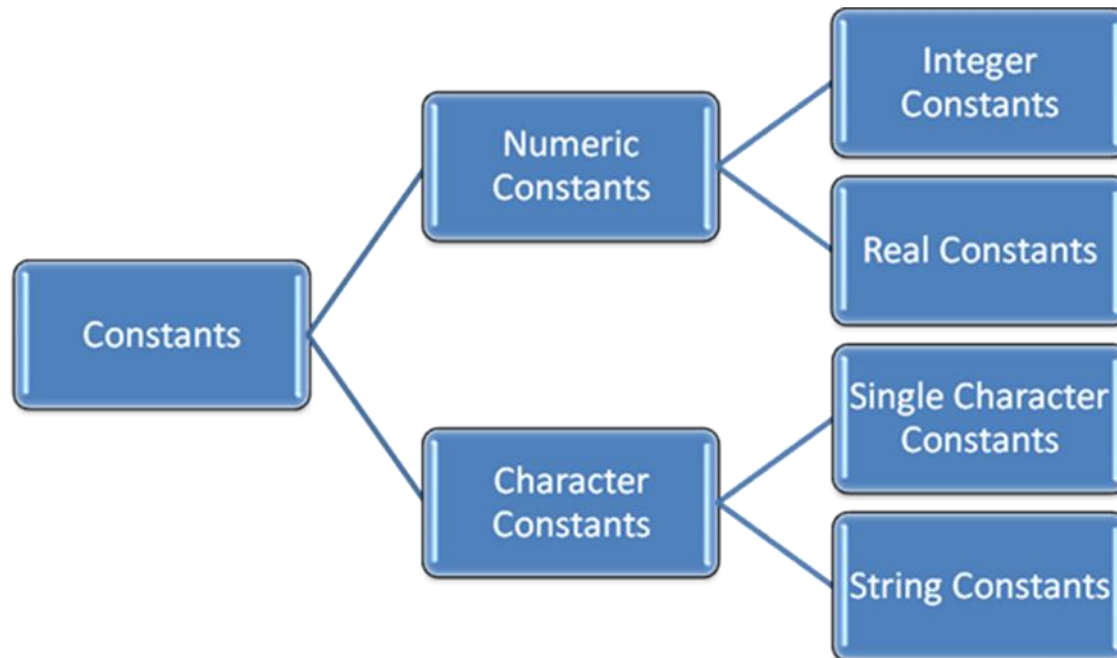 Constants
Numeric
Constants
Character
Constants
Integer
Constants
Real Constants
Single Character
Constants
String Constants